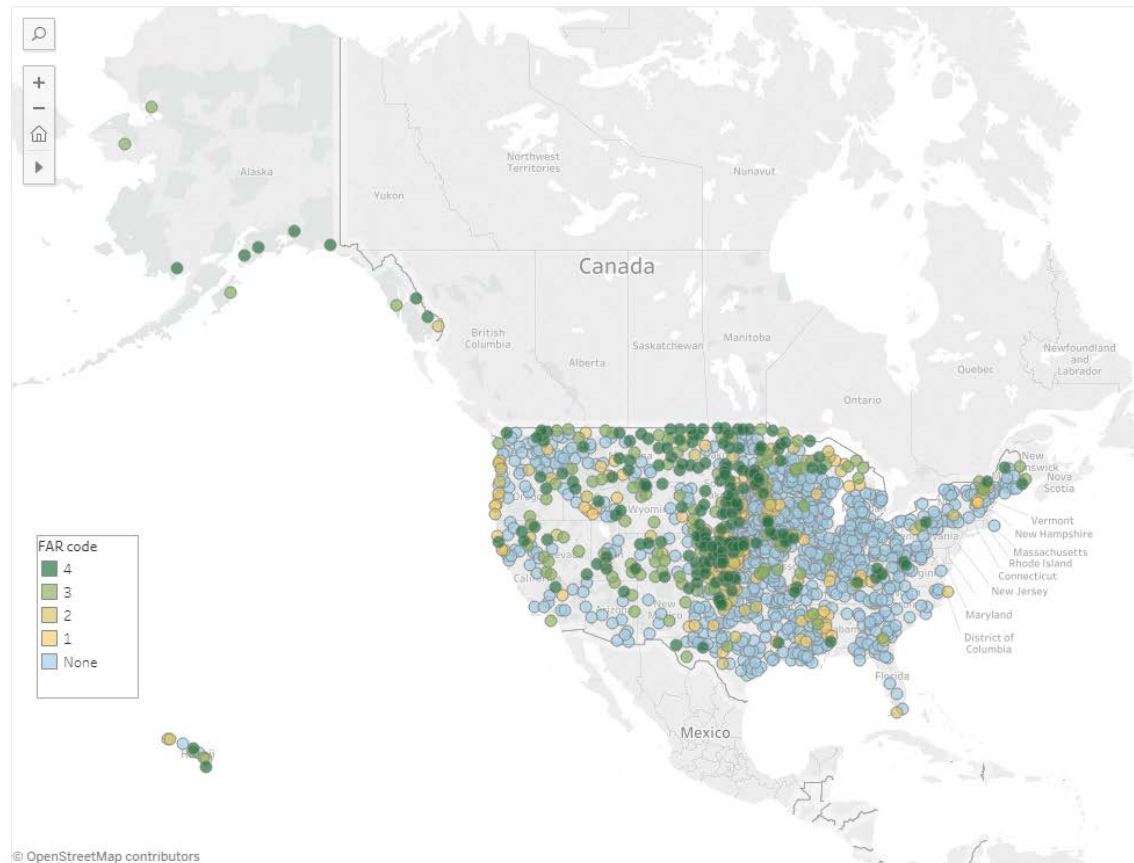 Alaska
Yukon
Northwest
Territories
Nunavut
Canada
British
Columbia
Alberta
Saskatchewan
Manitoba
Ontario
Quebec
Newfoundland
and
Labrador
Nova
Scotia
Vermont
New Hampshire
Massachusetts
Rhode Island
Connecticut
New Jersey
Maryland
District of
Columbia
Florida
Mexico
FAR code
4
3
2
1
None
© OpenStreetMap contributors